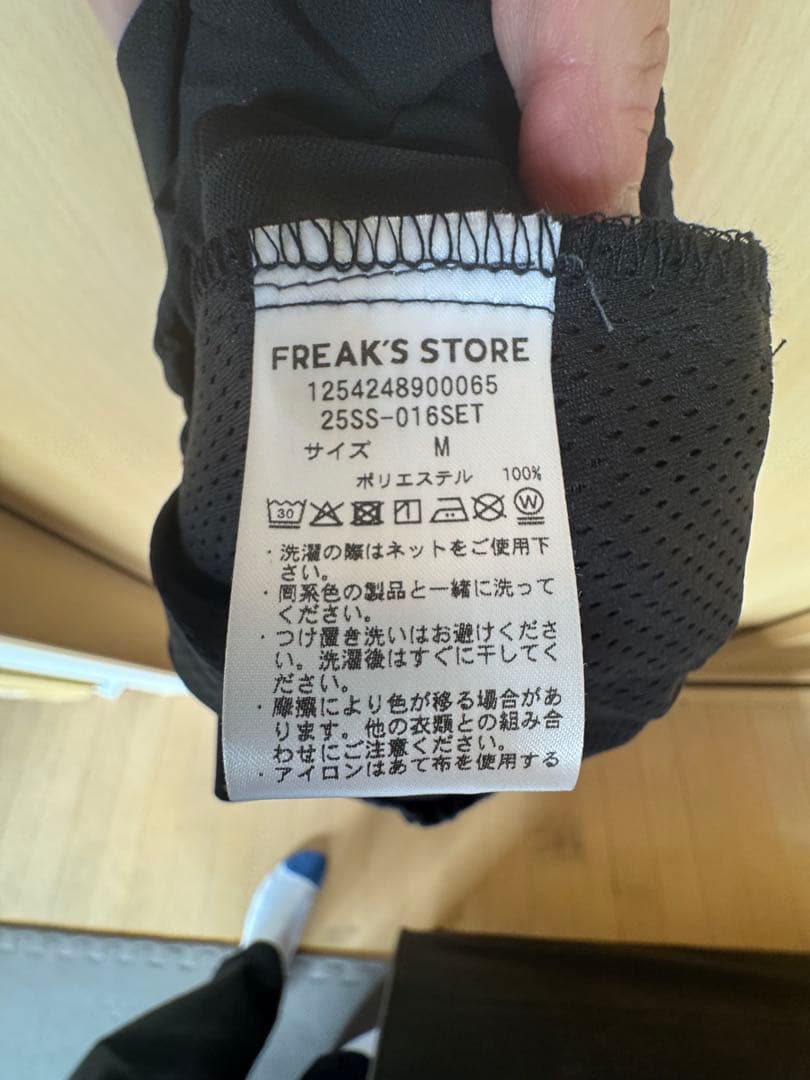 FREAK'S STORE
1254248900065
25SS-016SET
サイズ M
ポリエステル 100%
30 W
・洗濯の際はネットをご使用下
さい。
・同系色の製品と一緒に洗って
ください。
・つけ置き洗いはお避けくださ
い。洗濯後はすぐに干してく
ださい。
・摩擦により色が移る場合があ
ります。他の衣類との組み合
わせにご注意ください。
・アイロンはあて布を使用する